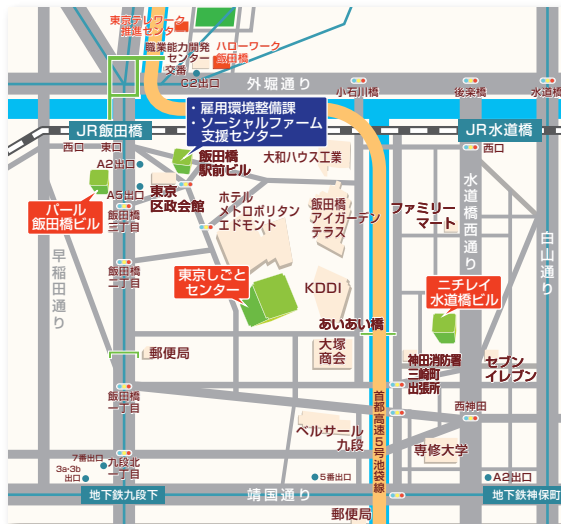 東京テレワーク
推進センター
職業能力開発
センター
交番
ハローワーク
飯田橋
C2出口
外堀通り
小石川橋
後楽橋
水道橋
・雇用環境整備課
・ソーシャルファーム
支援センター
JR飯田橋
JR水道橋
西口
東口
A2出口
飯田橋
駅前ビル
大和ハウス工業
西口
A5出口
東京
区政会館
パール
飯田橋ビル
飯田橋
三丁目
ホテル
メトロポリタン
エドモント
飯田橋
アイガーデン
テラス
ファミリー
マート
水道橋西通り
白山通り
早稲田通り
飯田橋
二丁目
東京しごと
センター
KDDI
ニチレイ
水道橋ビル
あいあい橋
郵便局
大塚
商会
神田消防署
三崎町
出張所
セブン
イレブン
飯田橋
一丁目
首都高速5号池袋線
西神田
ベルサール
九段
専修大学
7番出口
3a・3b
出口
九段北
一丁目
5番出口
A2出口
地下鉄九段下
靖国通り
地下鉄神保町
郵便局